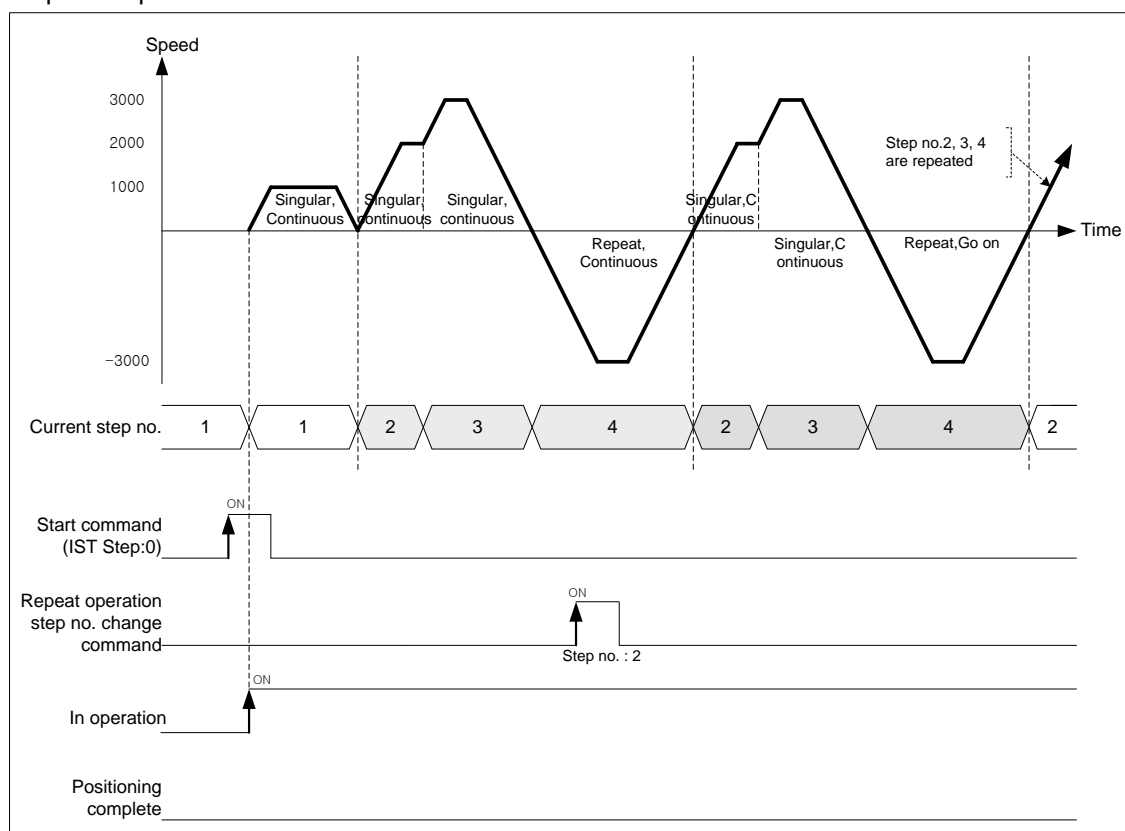 Speed
3000
2000
1000
-3000
Singular,
Continuous
Singular,
continuous
Singular,
continuous
Repeat,
Continuous
Singular,C
ontinuous
Singular,C
ontinuous
Repeat,Go on
Step no.2, 3, 4
are repeated
Time
Current step no.
1
1
2
3
4
2
3
4
2
Start command
(IST Step:0)
ON
Repeat operation
step no. change
command
ON
Step no. : 2
In operation
ON
Positioning
complete